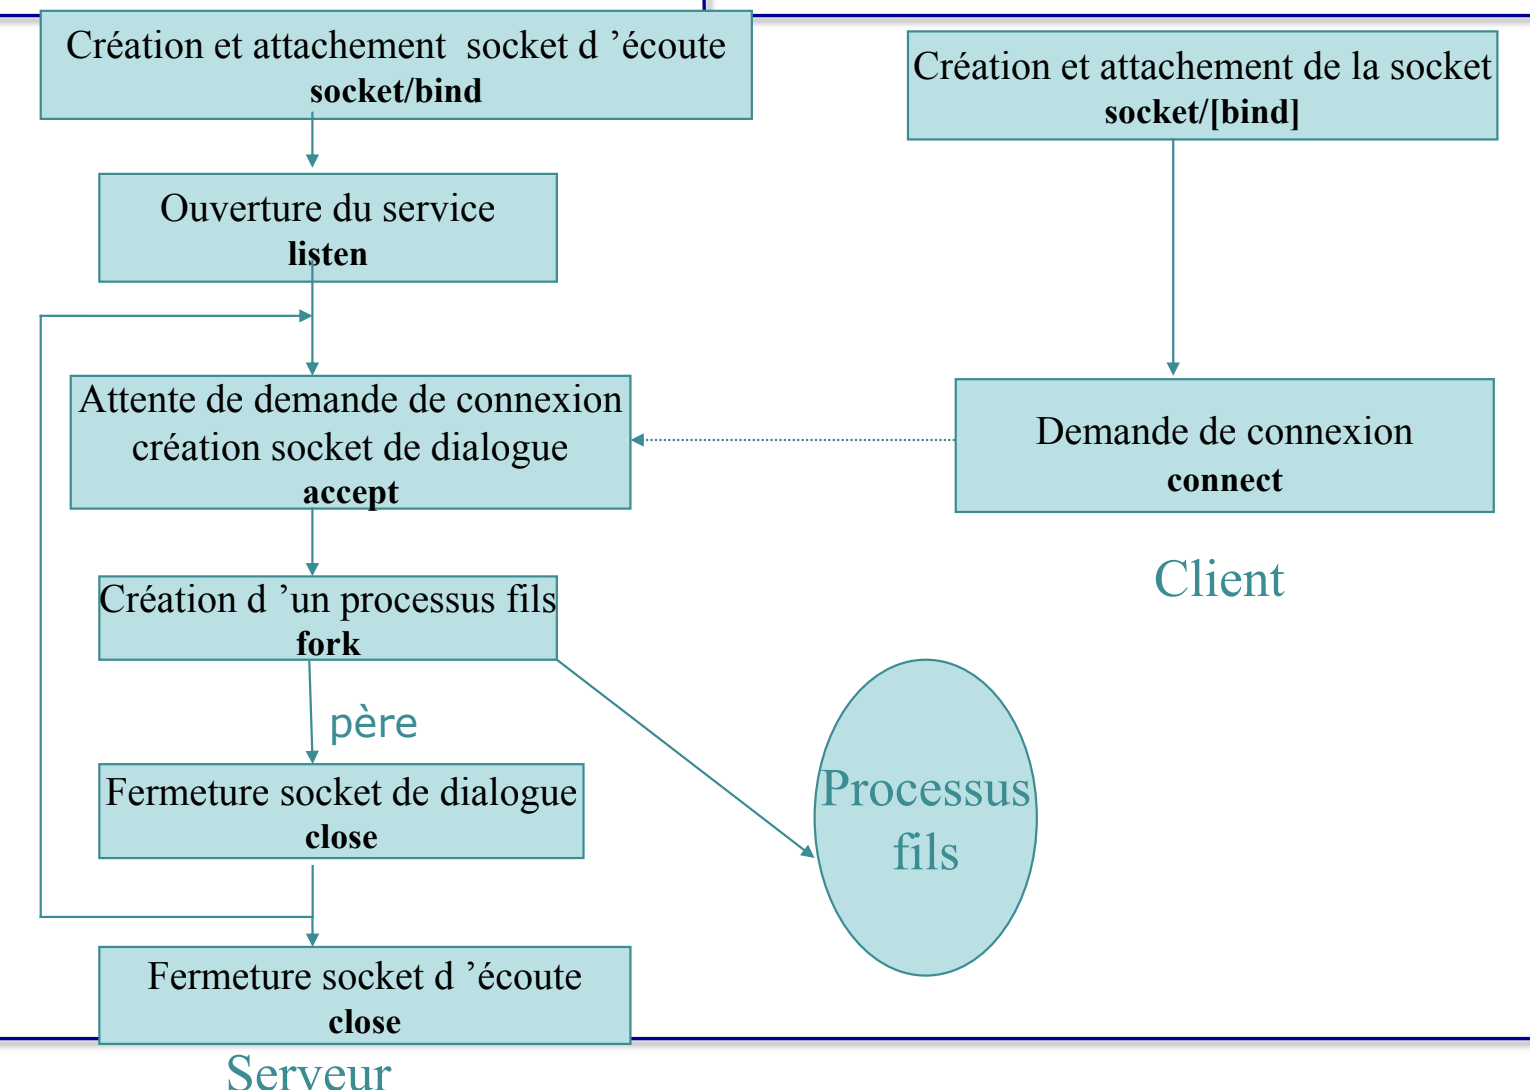 Création et attachement  socket d ’écoute
socket/bind
Création et attachement de la socket
socket/[bind]
Ouverture du service
listen
Attente de demande de connexion
création socket de dialogue
accept
Demande de connexion
connect
Client
Création d ’un processus fils
fork
père
Processus
fils
Fermeture socket de dialogue
close
Fermeture socket d ’écoute
close
Serveur